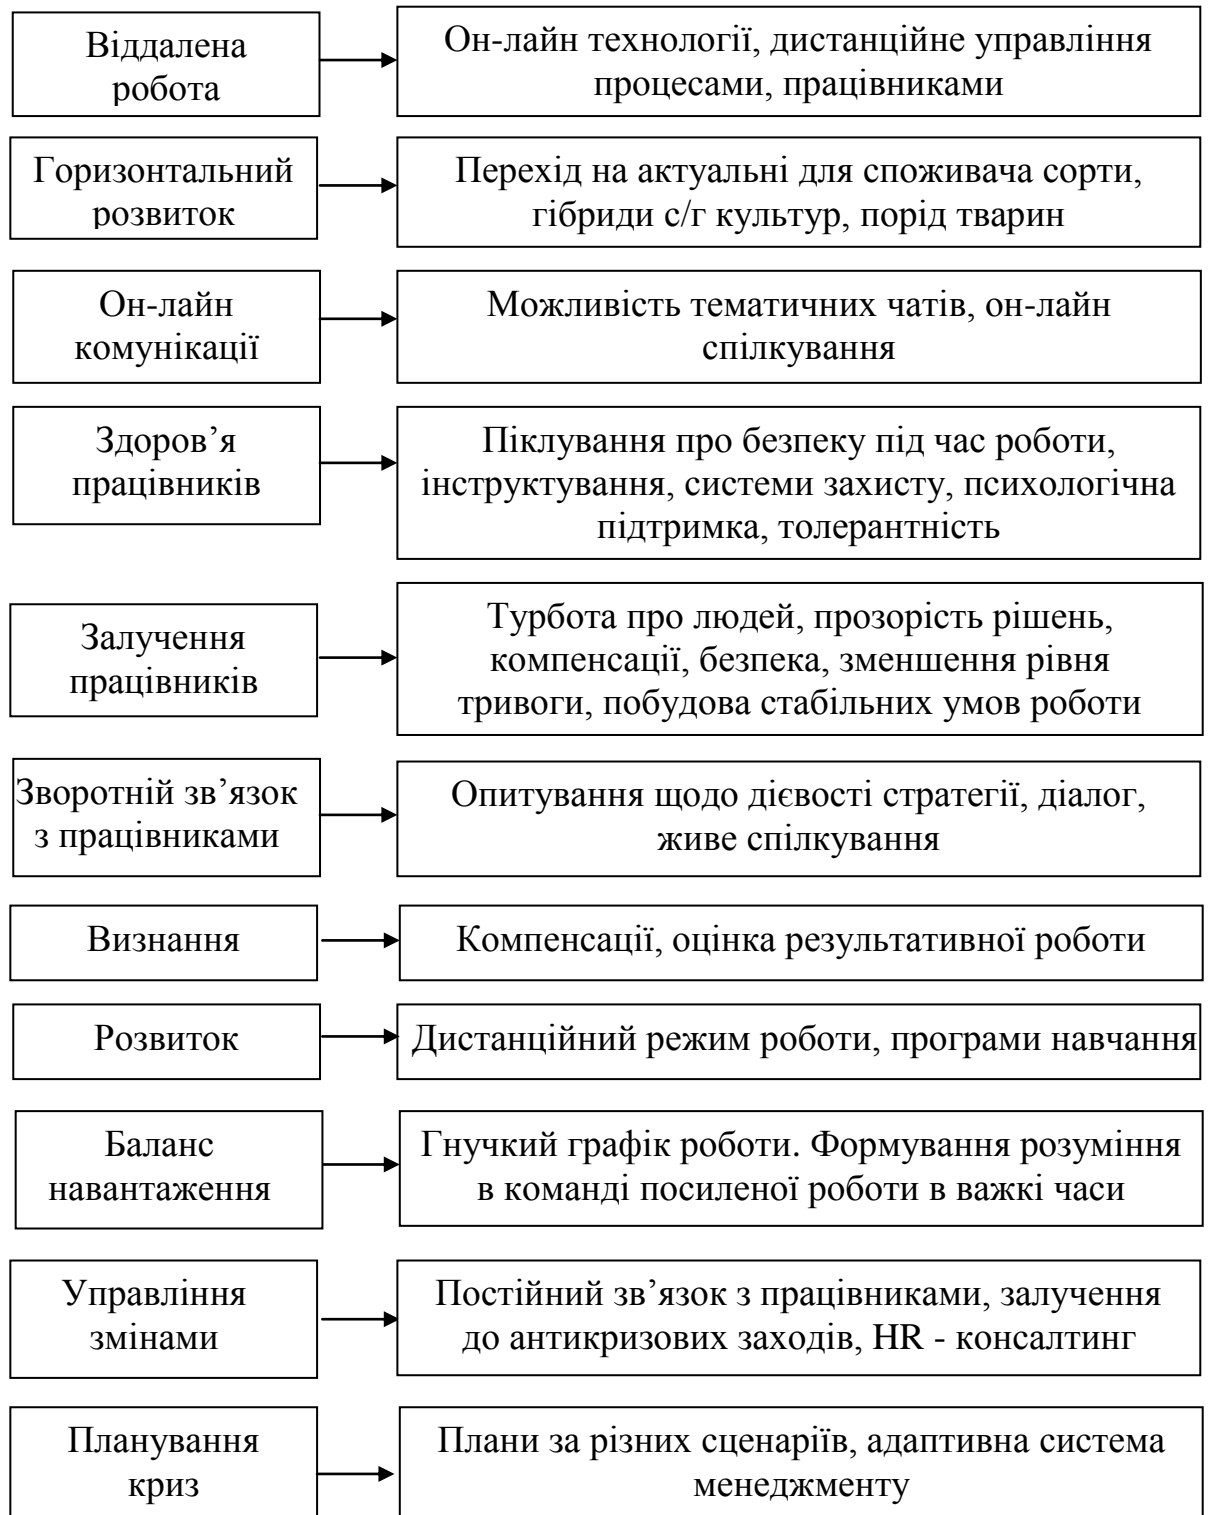 Віддалена
робота
Он-лайн технології, дистанційне управління
процесами, працівниками
Горизонтальний
розвиток
Перехід на актуальні для споживача сорти,
гібриди с/г культур, порід тварин
Он-лайн
комунікації
Можливість тематичних чатів, он-лайн
спілкування
Здоров’я
працівників
Піклування про безпеку під час роботи,
інструктування, системи захисту, психологічна
підтримка, толерантність
Залучення
працівників
Турбота про людей, прозорість рішень,
компенсації, безпека, зменшення рівня
тривоги, побудова стабільних умов роботи
Зворотній зв’язок
з працівниками
Опитування щодо дієвості стратегії, діалог,
живе спілкування
Визнання
Компенсації, оцінка результативної роботи
Розвиток
Дистанційний режим роботи, програми навчання
Баланс
навантаження
Гнучкий графік роботи. Формування розуміння
в команді посиленої роботи в важкі часи
Управління
змінами
Постійний зв’язок з працівниками, залучення
до антикризових заходів, HR - консалтинг
Планування
криз
Плани за різних сценаріїв, адаптивна система
менеджменту